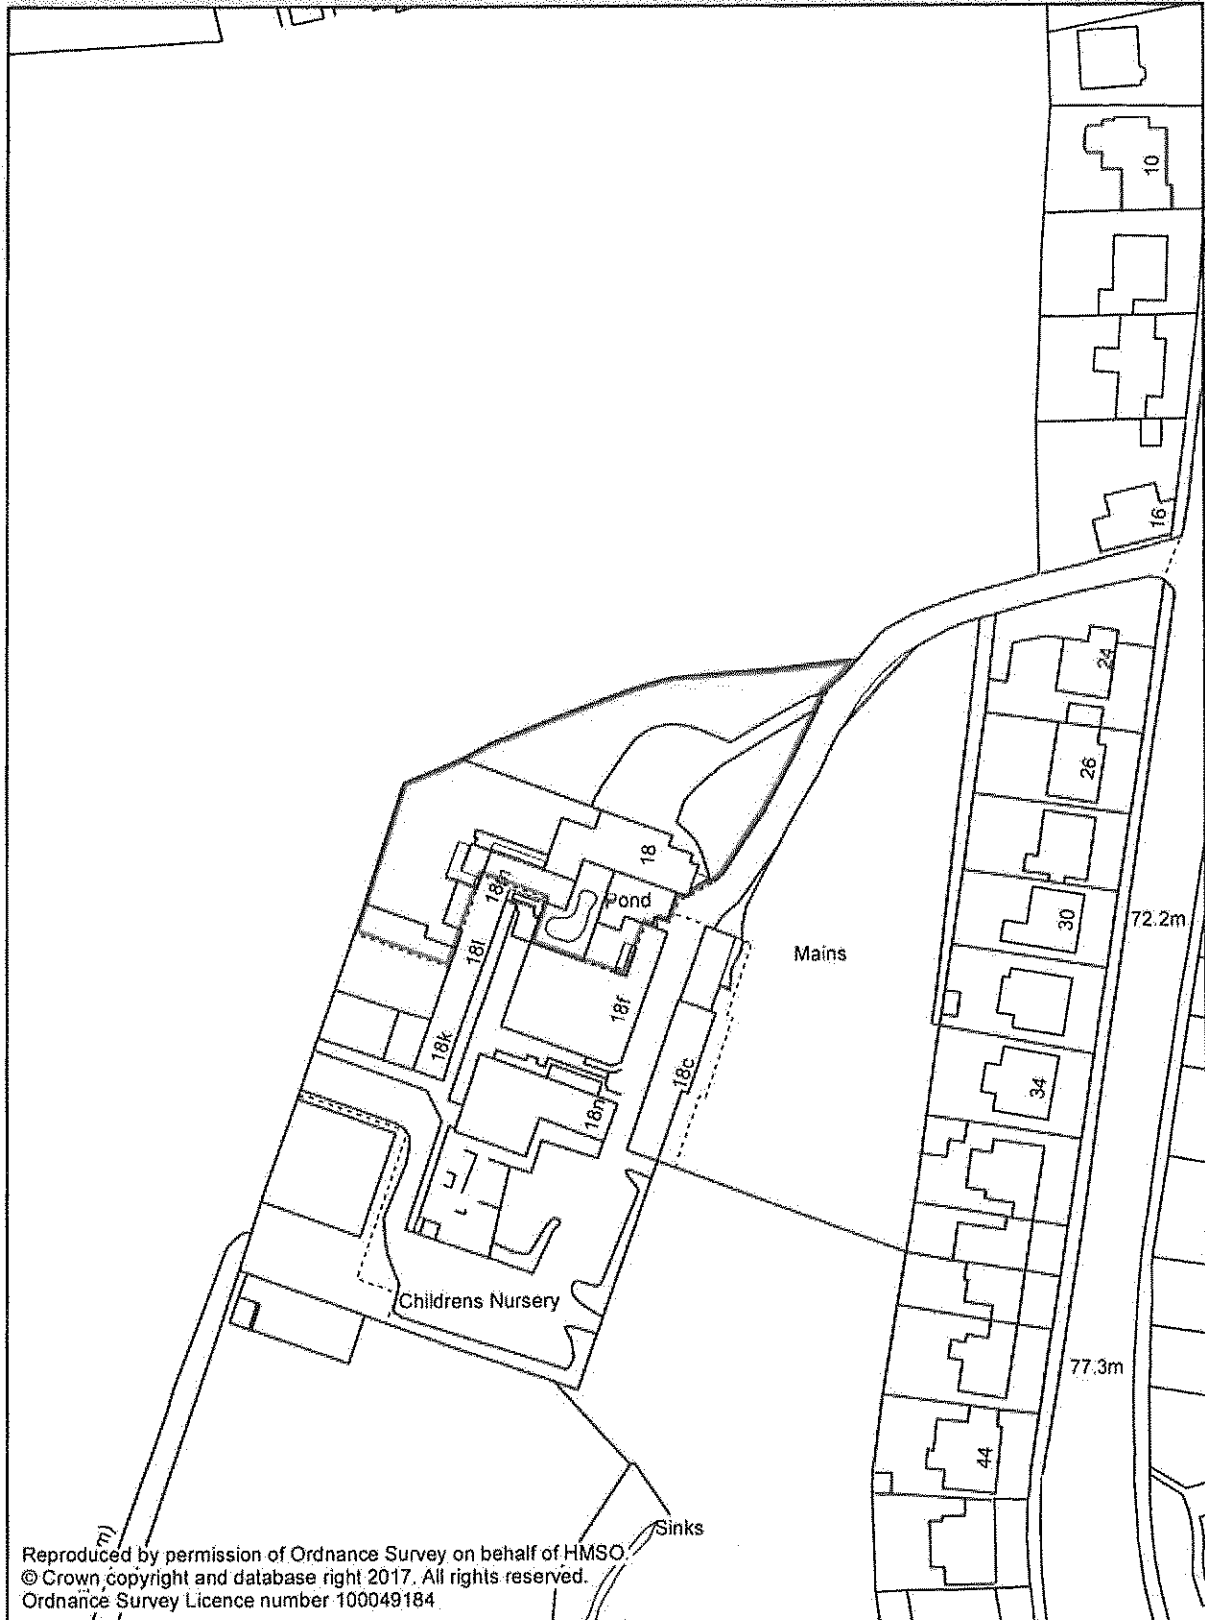 10
16
24
26
18
Pond
18l
30
72.2m
Mains
18f
18k
18c
34
18n
Childrens Nursery
77.3m
44
Sinks
m)
Reproduced by permission of Ordnance Survey on behalf of HMSO.
© Crown copyright and database right 2017. All rights reserved.
Ordnance Survey Licence number 100049184